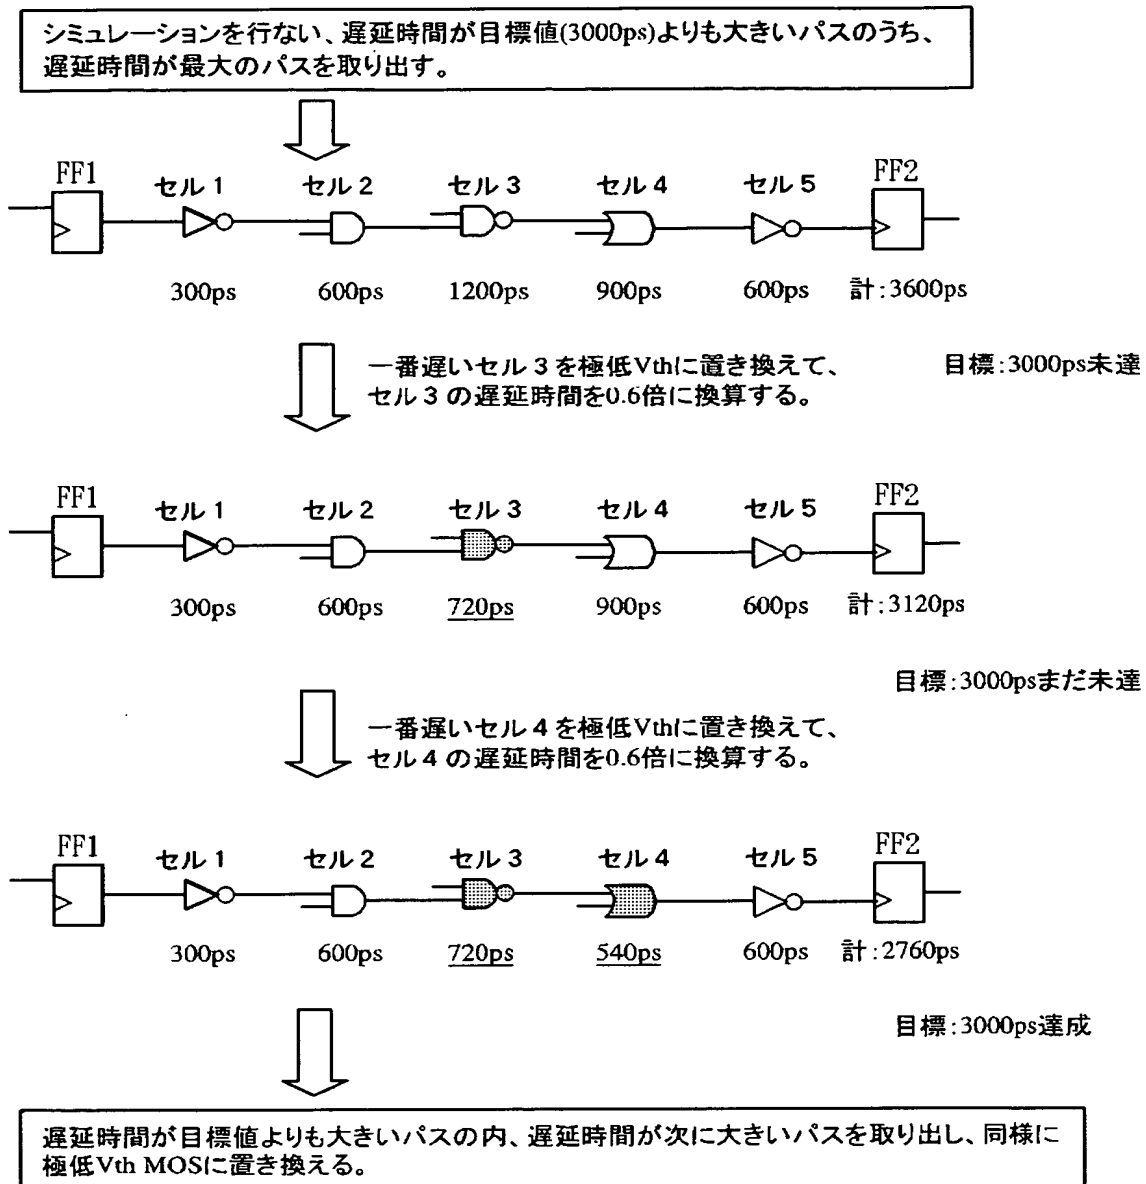 シミュレーションを行ない、遅延時間が目標値(3000ps)よりも大きいパスのうち、
遅延時間が最大のパスを取り出す。
FF1 セル1 セル2 セル3 セル4 セル5 FF2
300ps 600ps 1200ps 900ps 600ps 計:3600ps
一番遅いセル3を極低Vthに置き換えて、 目標:3000ps未達
セル3の遅延時間を0.6倍に換算する。
FF1 セル1 セル2 セル3 セル4 セル5 FF2
300ps 600ps 720ps 900ps 600ps 計:3120ps
目標:3000psまだ未達
一番遅いセル4を極低Vthに置き換えて、
セル4の遅延時間を0.6倍に換算する。
FF1 セル1 セル2 セル3 セル4 セル5 FF2
300ps 600ps 720ps 540ps 600ps 計:2760ps
目標:3000ps達成
遅延時間が目標値よりも大きいパスの内、遅延時間が次に大きいパスを取り出し、同様に
極低Vth MOSに置き換える。